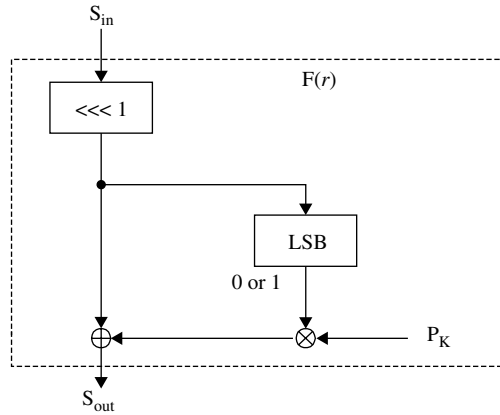 S_in
F(r)
<<< 1
LSB
0 or 1
P_K
S_out